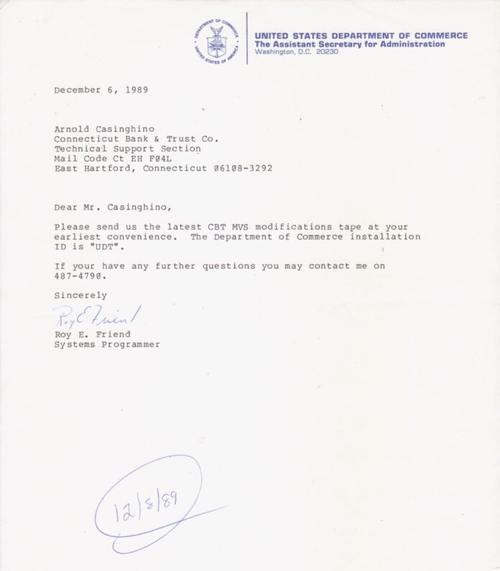 DEPARTMENT OF COMMERCE
UNITED STATES OF AMERICA
UNITED STATES DEPARTMENT OF COMMERCE
The Assistant Secretary for Administration
Washington, D.C. 20230
December 6, 1989
Arnold Casinghino
Connecticut Bank & Trust Co.
Technical Support Section
Mail Code Ct EH F04L
East Hartford, Connecticut 06108-3292
Dear Mr. Casinghino,
Please send us the latest CBT MVS modifications tape at your
earliest convenience. The Department of Commerce installation
ID is "UDT".
If your have any further questions you may contact me on
487-4790.
Sincerely
Roy E Friend
Roy E. Friend
Systems Programmer
12/8/89